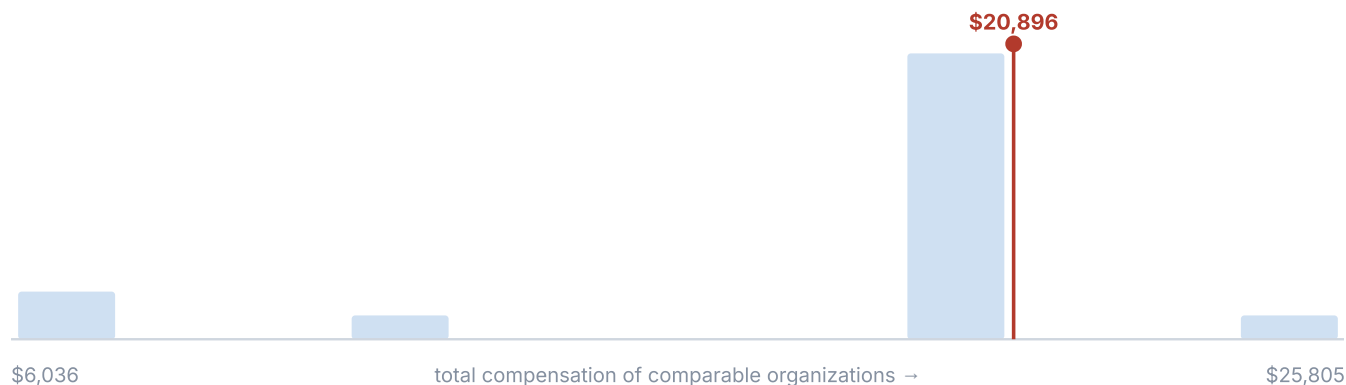 $20,896
$6,036
total compensation of comparable organizations →
$25,805